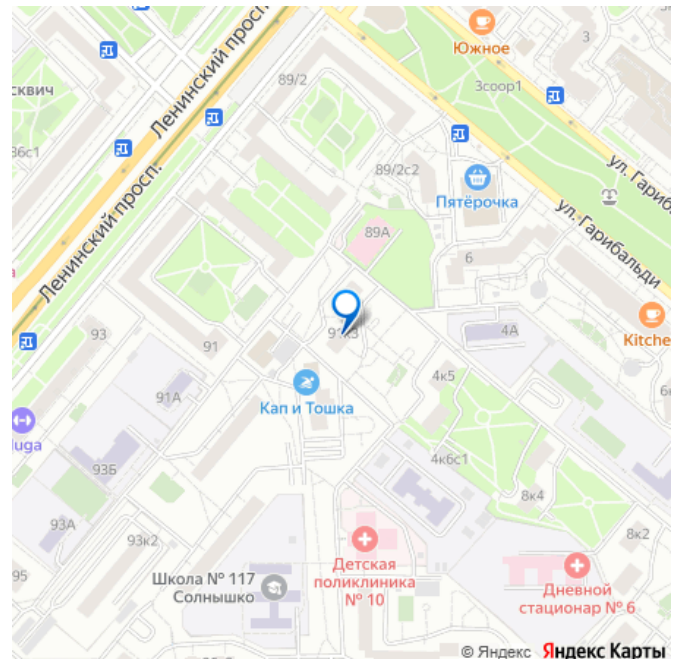 Южное
3
сквич
Ленинский просп.
89/2
3соор1
36с1
89/2с2
ул. Гарибальди
Пятёрочка
ул. Гарибальди
89А
Ленинский просп.
6
91к3
4А
Kitche
93
91
Кап и Тошка
4к5
91А
luga
4к6с1
93Б
8к4
93А
93к2
8к2
95
Детская
поликлиника
№ 10
Школа № 117
Солнышко
Дневной
стационар № 6
© Яндекс Яндекс Карты